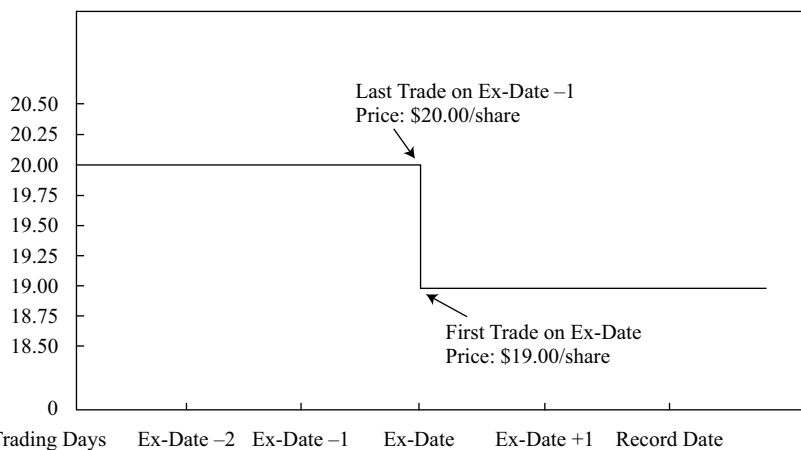 Last Trade on Ex-Date –1
Price: $20.00/share
20.50
20.25
20.00
19.75
19.50
19.25
19.00
18.75
18.50
0
First Trade on Ex-Date
Price: $19.00/share
Trading Days Ex-Date –2 Ex-Date –1 Ex-Date Ex-Date +1 Record Date